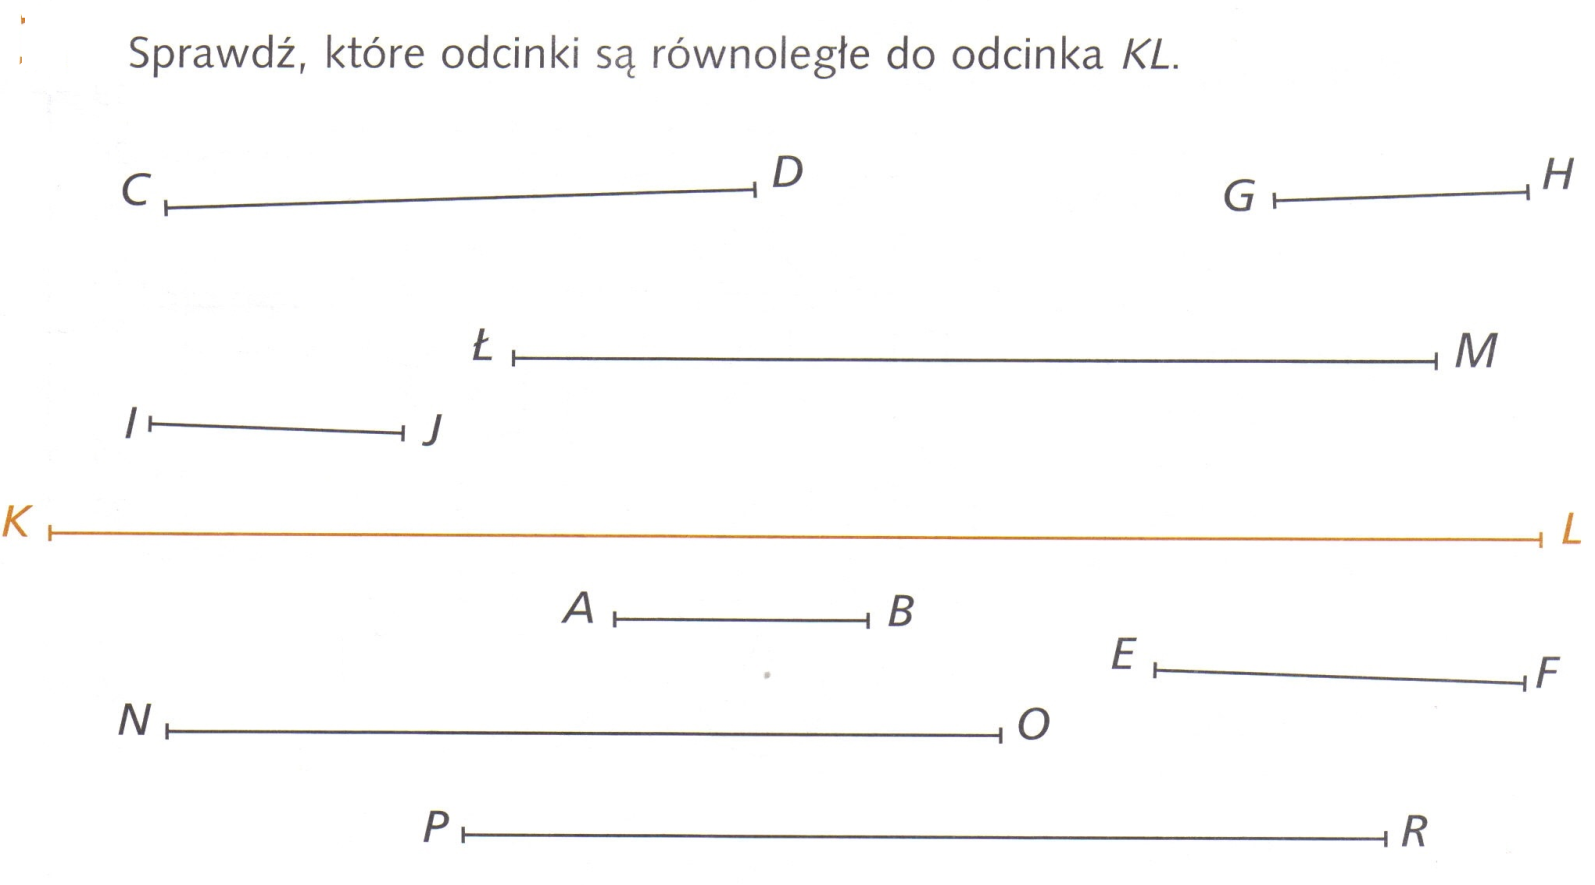 Sprawdź, które odcinki są równoległe do odcinka KL.
C D G H
Ł M
I J
K L
A B
E F
N O
P R